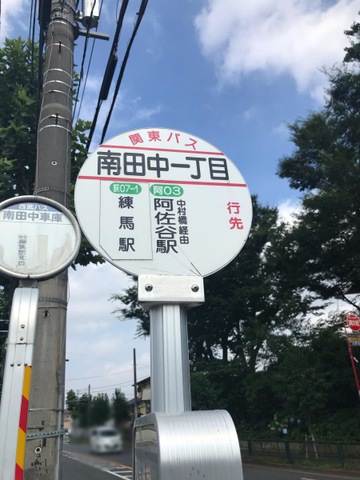 関東バス
南田中一丁目
荻07-1
練馬駅
阿03
中村橋経由
阿佐谷駅
行先
南田中車庫